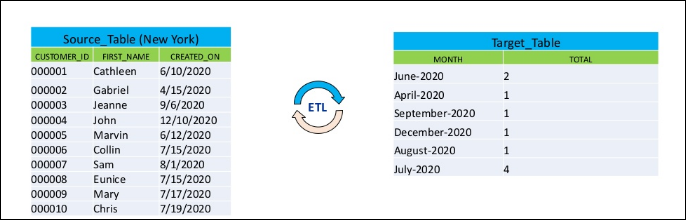 Source_Table (New York)
CUSTOMER_ID FIRST_NAME CREATED_ON
000001 Cathleen 6/10/2020
000002 Gabriel 4/15/2020
000003 Jeanne 9/6/2020
000004 John 12/10/2020
000005 Marvin 6/12/2020
000006 Collin 7/15/2020
000007 Sam 8/1/2020
000008 Eunice 7/15/2020
000009 Mary 7/17/2020
000010 Chris 7/19/2020
ETL
Target_Table
MONTH TOTAL
June-2020 2
April-2020 1
September-2020 1
December-2020 1
August-2020 1
July-2020 4